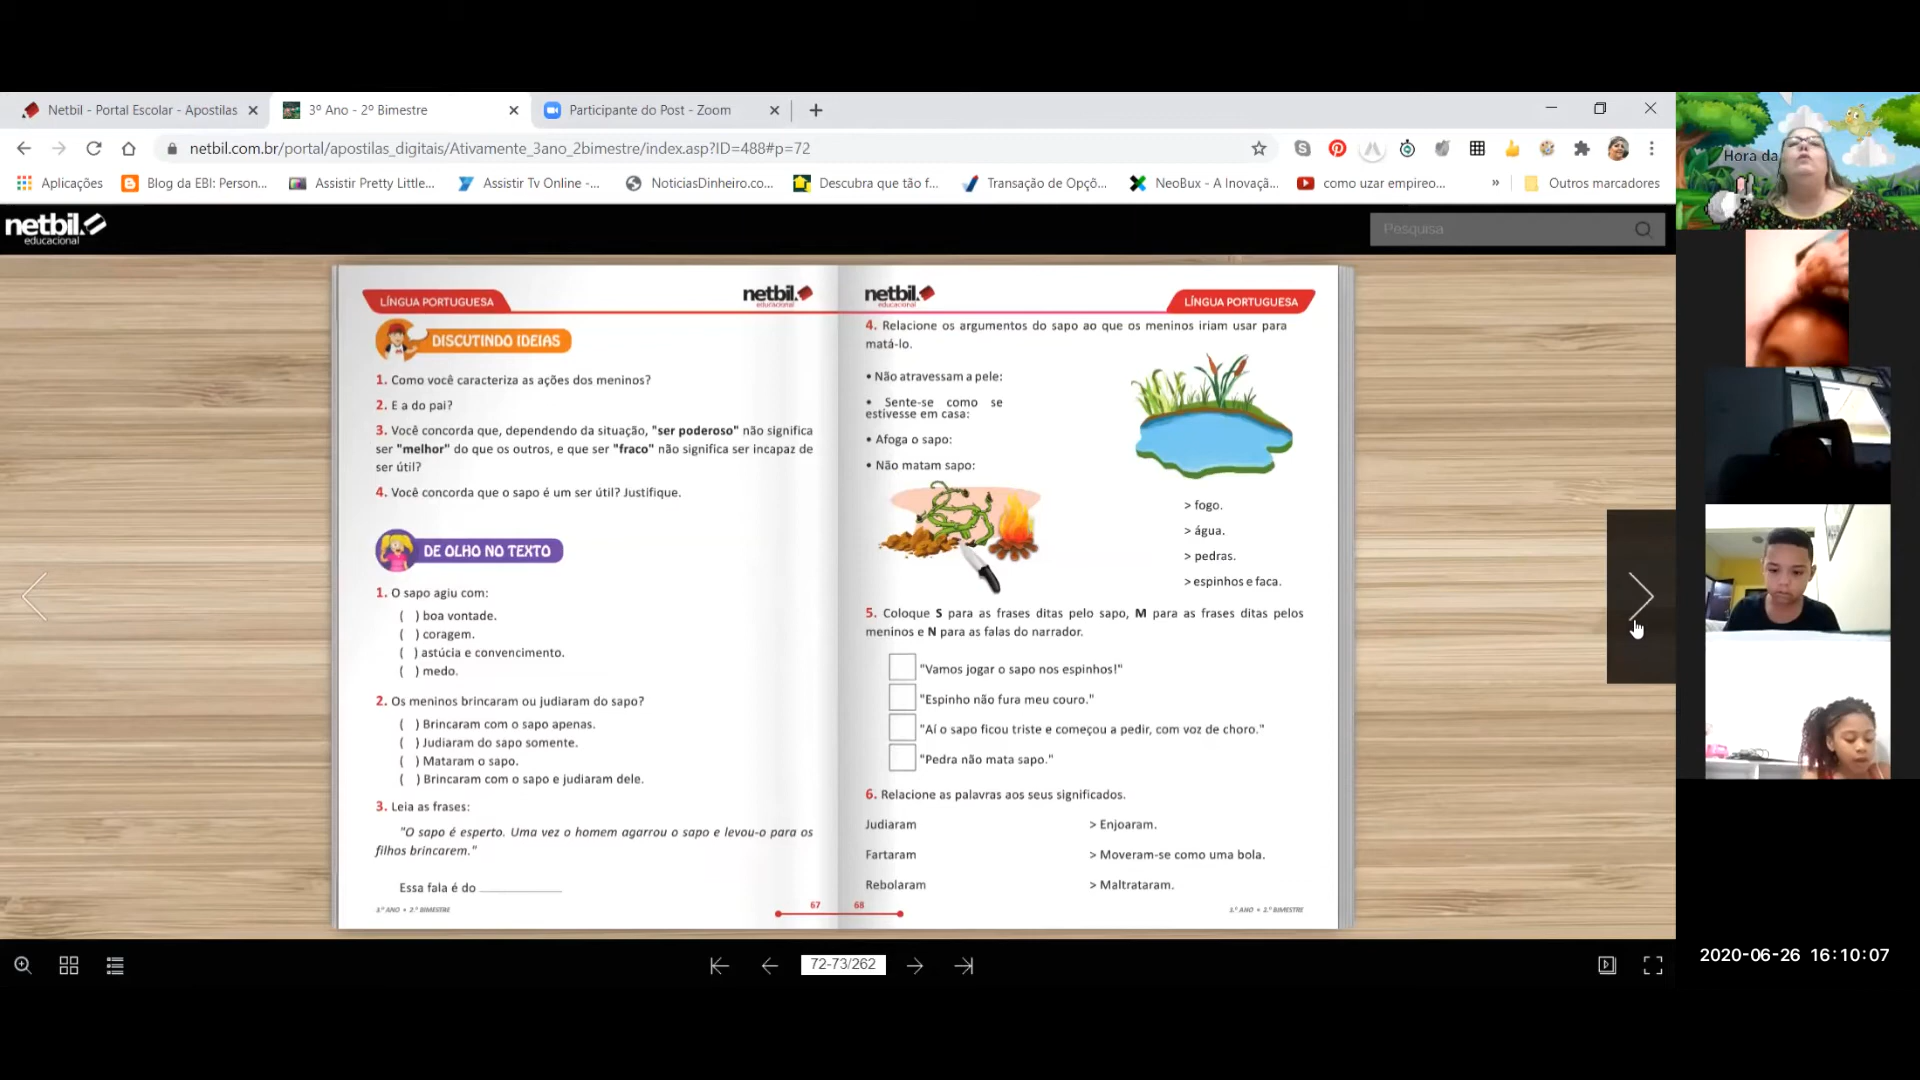 Netbil - Portal Escolar - Apostilas
3º Ano - 2º Bimestre
Participante do Post - Zoom
netbil.com.br/portal/apostilas_digitais/Ativamente_3ano_2bimestre/index.asp?ID=488#p=72
Aplicações
Blog da EBI: Person...
Assistir Pretty Little...
Assistir Tv Online -...
NoticiasDinheiro.co...
Descubra que tão f...
Transação de Opçõ...
NeoBux - A Inovaçã...
como uzar empireo...
»
Outros marcadores
netbil
educacional
Pesquisa
Hora da
LÍNGUA PORTUGUESA
netbil
educacional
DISCUTINDO IDEIAS
1. Como você caracteriza as ações dos meninos?
2. E a do pai?
3. Você concorda que, dependendo da situação, "ser poderoso" não significa
ser "melhor" do que os outros, e que ser "fraco" não significa ser incapaz de
ser útil?
4. Você concorda que o sapo é um ser útil? Justifique.
DE OLHO NO TEXTO
1. O sapo agiu com:
( ) boa vontade.
( ) coragem.
( ) astúcia e convencimento.
( ) medo.
2. Os meninos brincaram ou judiaram do sapo?
( ) Brincaram com o sapo apenas.
( ) Judiaram do sapo somente.
( ) Mataram o sapo.
( ) Brincaram com o sapo e judiaram dele.
3. Leia as frases:
"O sapo é esperto. Uma vez o homem agarrou o sapo e levou-o para os
filhos brincarem."
Essa fala é do ______________
3.º ANO • 2.º BIMESTRE
67
netbil
educacional
LÍNGUA PORTUGUESA
4. Relacione os argumentos do sapo ao que os meninos iriam usar para
matá-lo.
• Não atravessam a pele:
• Sente-se como se
estivesse em casa:
• Afoga o sapo:
• Não matam sapo:
> fogo.
> água.
> pedras.
> espinhos e faca.
5. Coloque S para as frases ditas pelo sapo, M para as frases ditas pelos
meninos e N para as falas do narrador.
"Vamos jogar o sapo nos espinhos!"
"Espinho não fura meu couro."
"Aí o sapo ficou triste e começou a pedir, com voz de choro."
"Pedra não mata sapo."
6. Relacione as palavras aos seus significados.
Judiaram > Enjoaram.
Fartaram > Moveram-se como uma bola.
Rebolaram > Maltrataram.
68
3.º ANO • 2.º BIMESTRE
72-73/262
2020-06-26 16:10:07